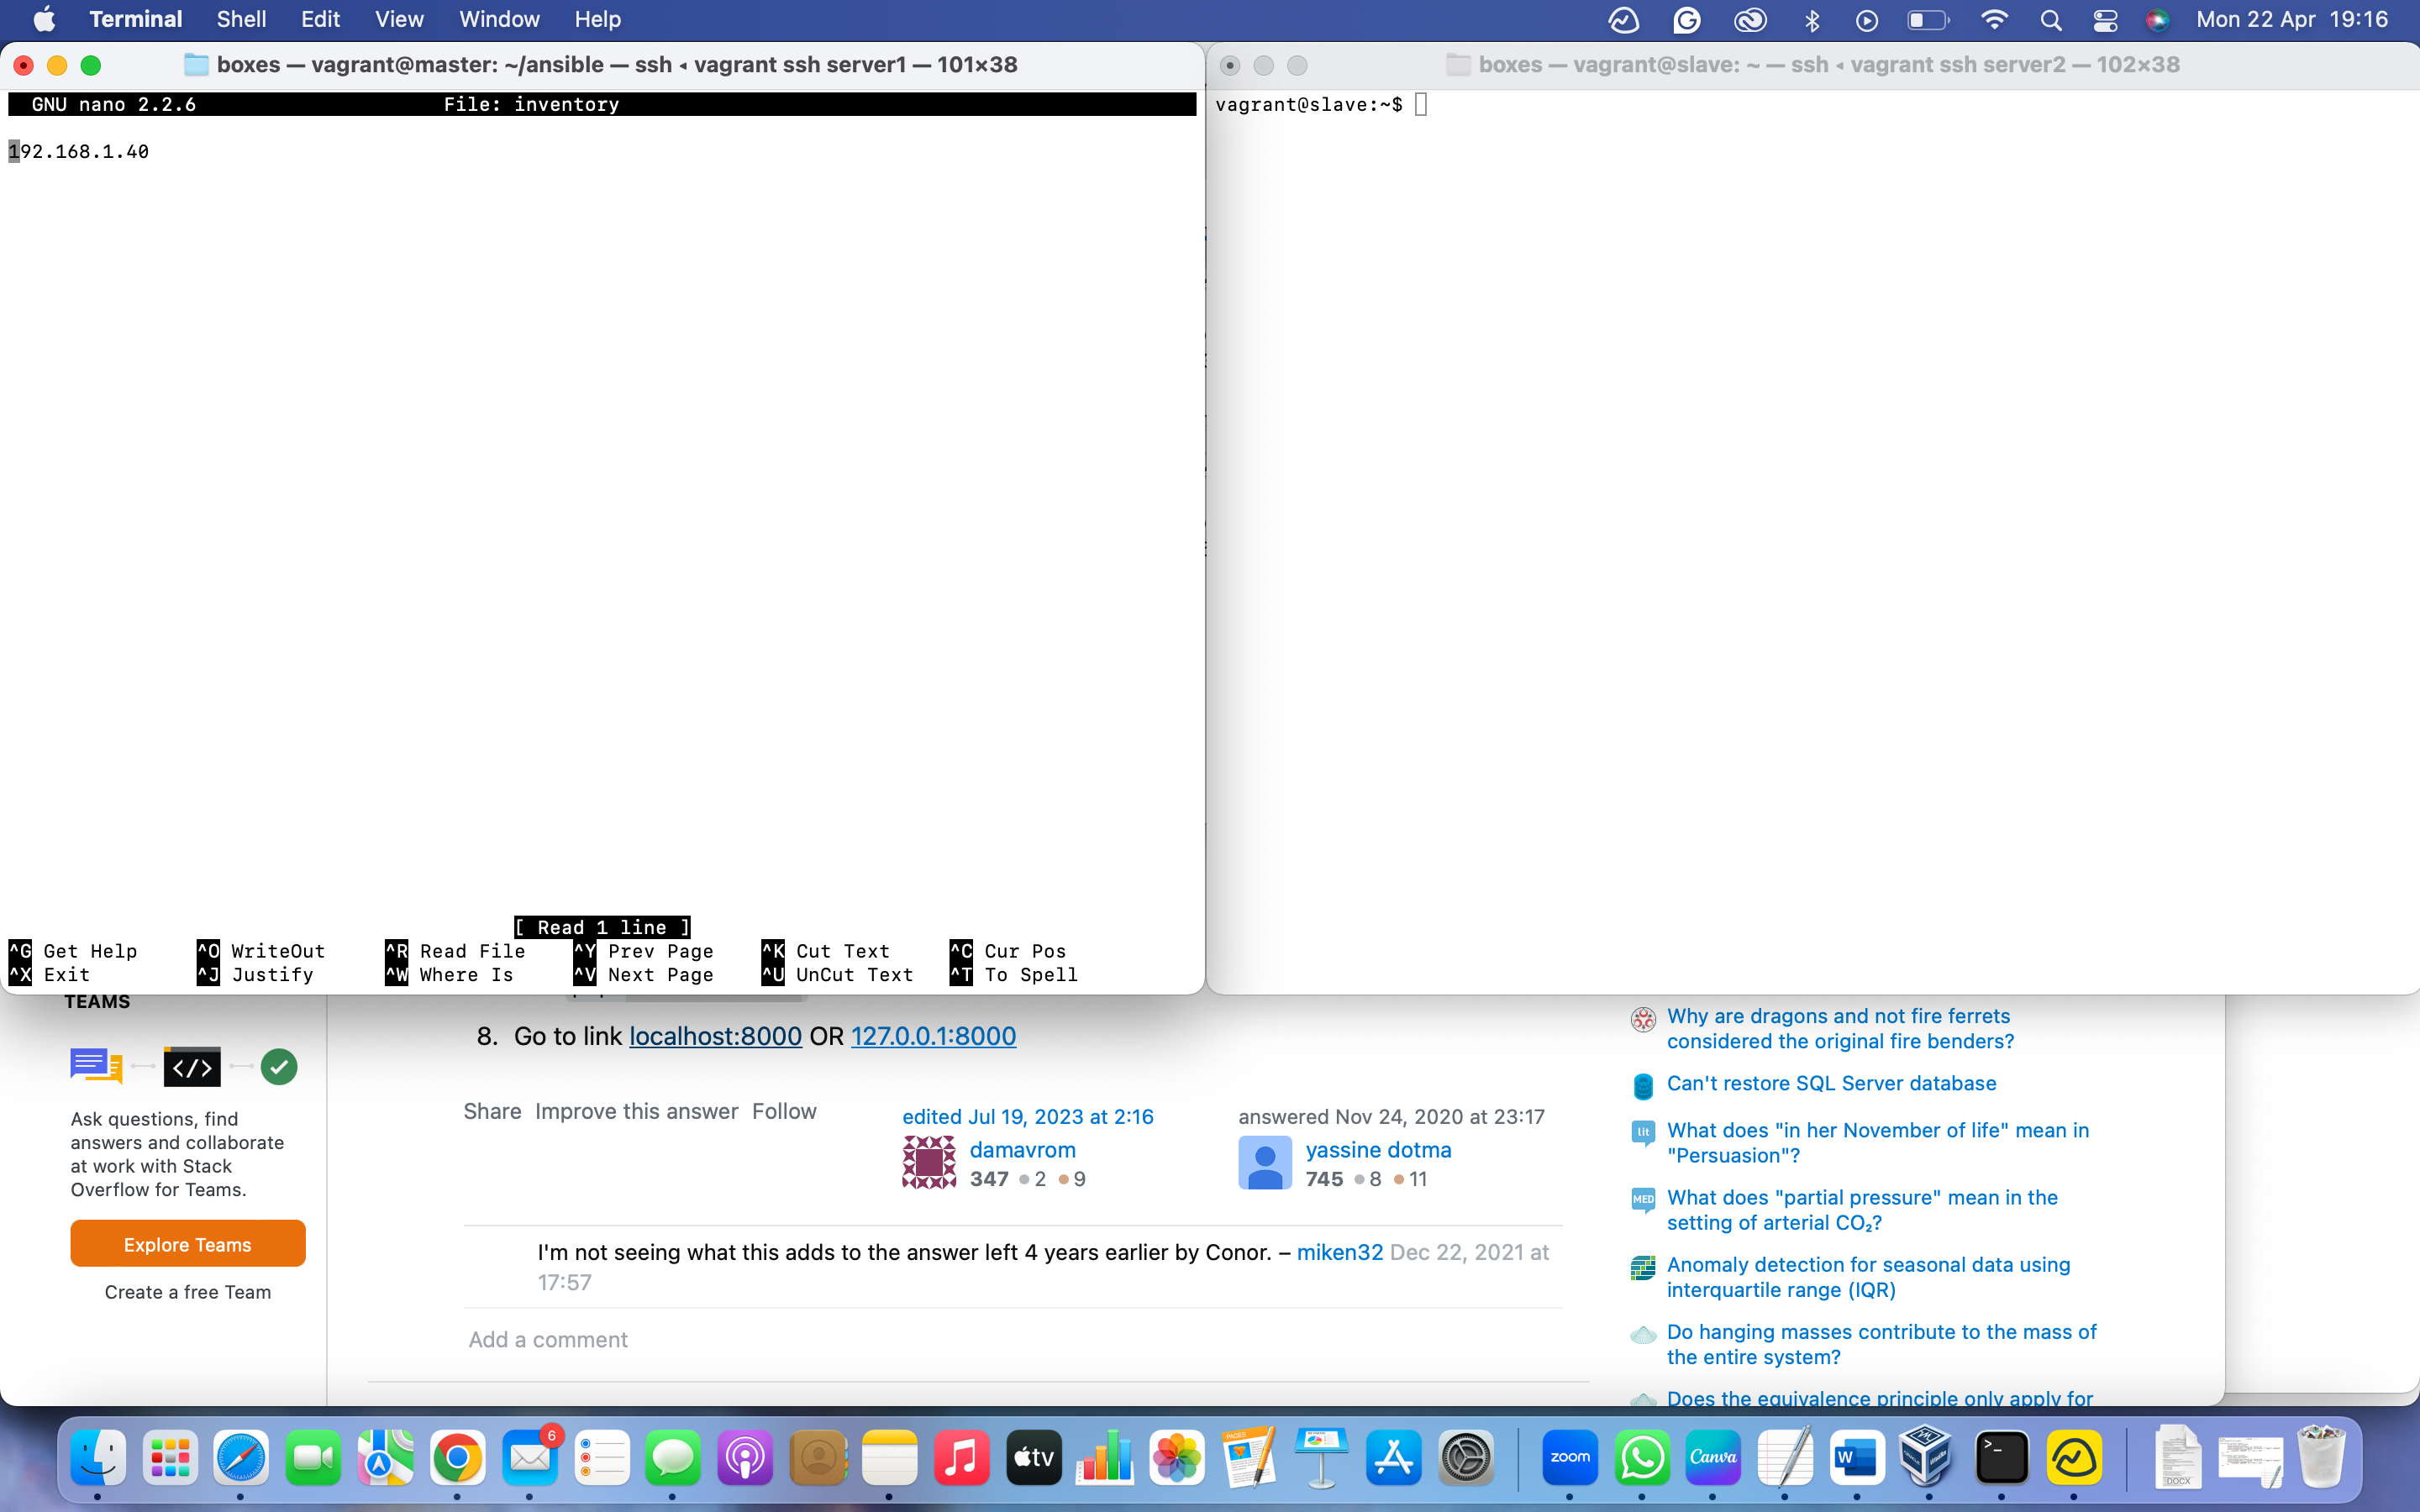 Terminal Shell Edit View Window Help
Mon 22 Apr 19:16
boxes — vagrant@master: ~/ansible — ssh ◂ vagrant ssh server1 — 101×38
GNU nano 2.2.6 File: inventory
192.168.1.40
[ Read 1 line ]
^G Get Help ^O WriteOut ^R Read File ^Y Prev Page ^K Cut Text ^C Cur Pos
^X Exit ^J Justify ^W Where Is ^V Next Page ^U UnCut Text ^T To Spell
boxes — vagrant@slave: ~ — ssh ◂ vagrant ssh server2 — 102×38
vagrant@slave:~$
TEAMS
</>
Ask questions, find
answers and collaborate
at work with Stack
Overflow for Teams.
Explore Teams
Create a free Team
8. Go to link localhost:8000 OR 127.0.0.1:8000
Share Improve this answer Follow
edited Jul 19, 2023 at 2:16
damavrom
347 2 9
answered Nov 24, 2020 at 23:17
yassine dotma
745 8 11
I'm not seeing what this adds to the answer left 4 years earlier by Conor. – miken32 Dec 22, 2021 at
17:57
Add a comment
Why are dragons and not fire ferrets
considered the original fire benders?
Can't restore SQL Server database
lit
What does "in her November of life" mean in
"Persuasion"?
MED
What does "partial pressure" mean in the
setting of arterial CO₂?
Anomaly detection for seasonal data using
interquartile range (IQR)
Do hanging masses contribute to the mass of
the entire system?
Does the equivalence principle only apply for
6
tv
PAGES
zoom
Canva
W
>_
DOCX